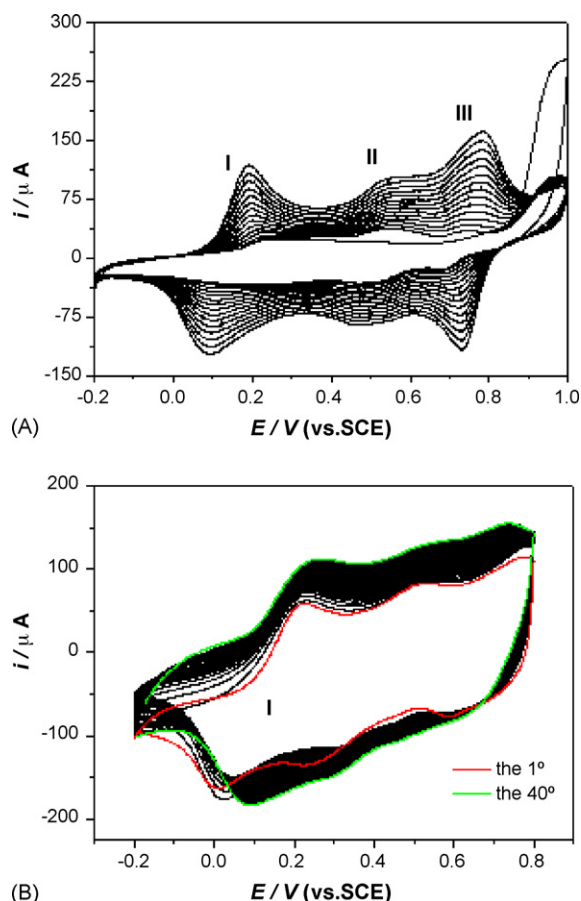 300
225
150
75
0
-75
-150
i / μ A
I
II
III
-0.2 0.0 0.2 0.4 0.6 0.8 1.0
(A)
E / V (vs.SCE)
200
100
0
-100
-200
i / μ A
I
the 1º
the 40º
-0.2 0.0 0.2 0.4 0.6 0.8
(B)
E / V (vs.SCE)